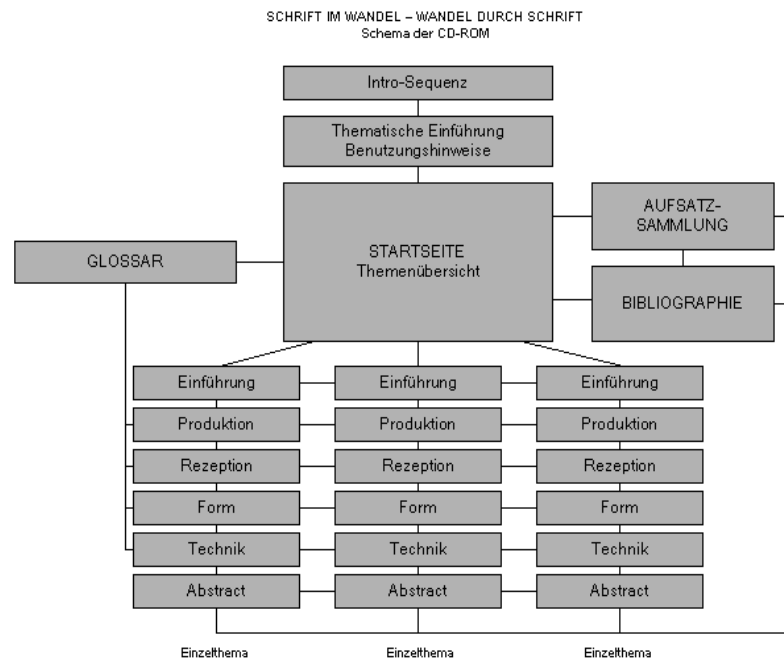 SCHRIFT IM WANDEL – WANDEL DURCH SCHRIFT
Schema der CD-ROM
Intro-Sequenz
Thematische Einführung
Benutzungshinweise
STARTSEITE
Themenübersicht
AUFSATZ-
SAMMLUNG
GLOSSAR
BIBLIOGRAPHIE
Einführung Einführung Einführung
Produktion Produktion Produktion
Rezeption Rezeption Rezeption
Form Form Form
Technik Technik Technik
Abstract Abstract Abstract
Einzelthema Einzelthema Einzelthema